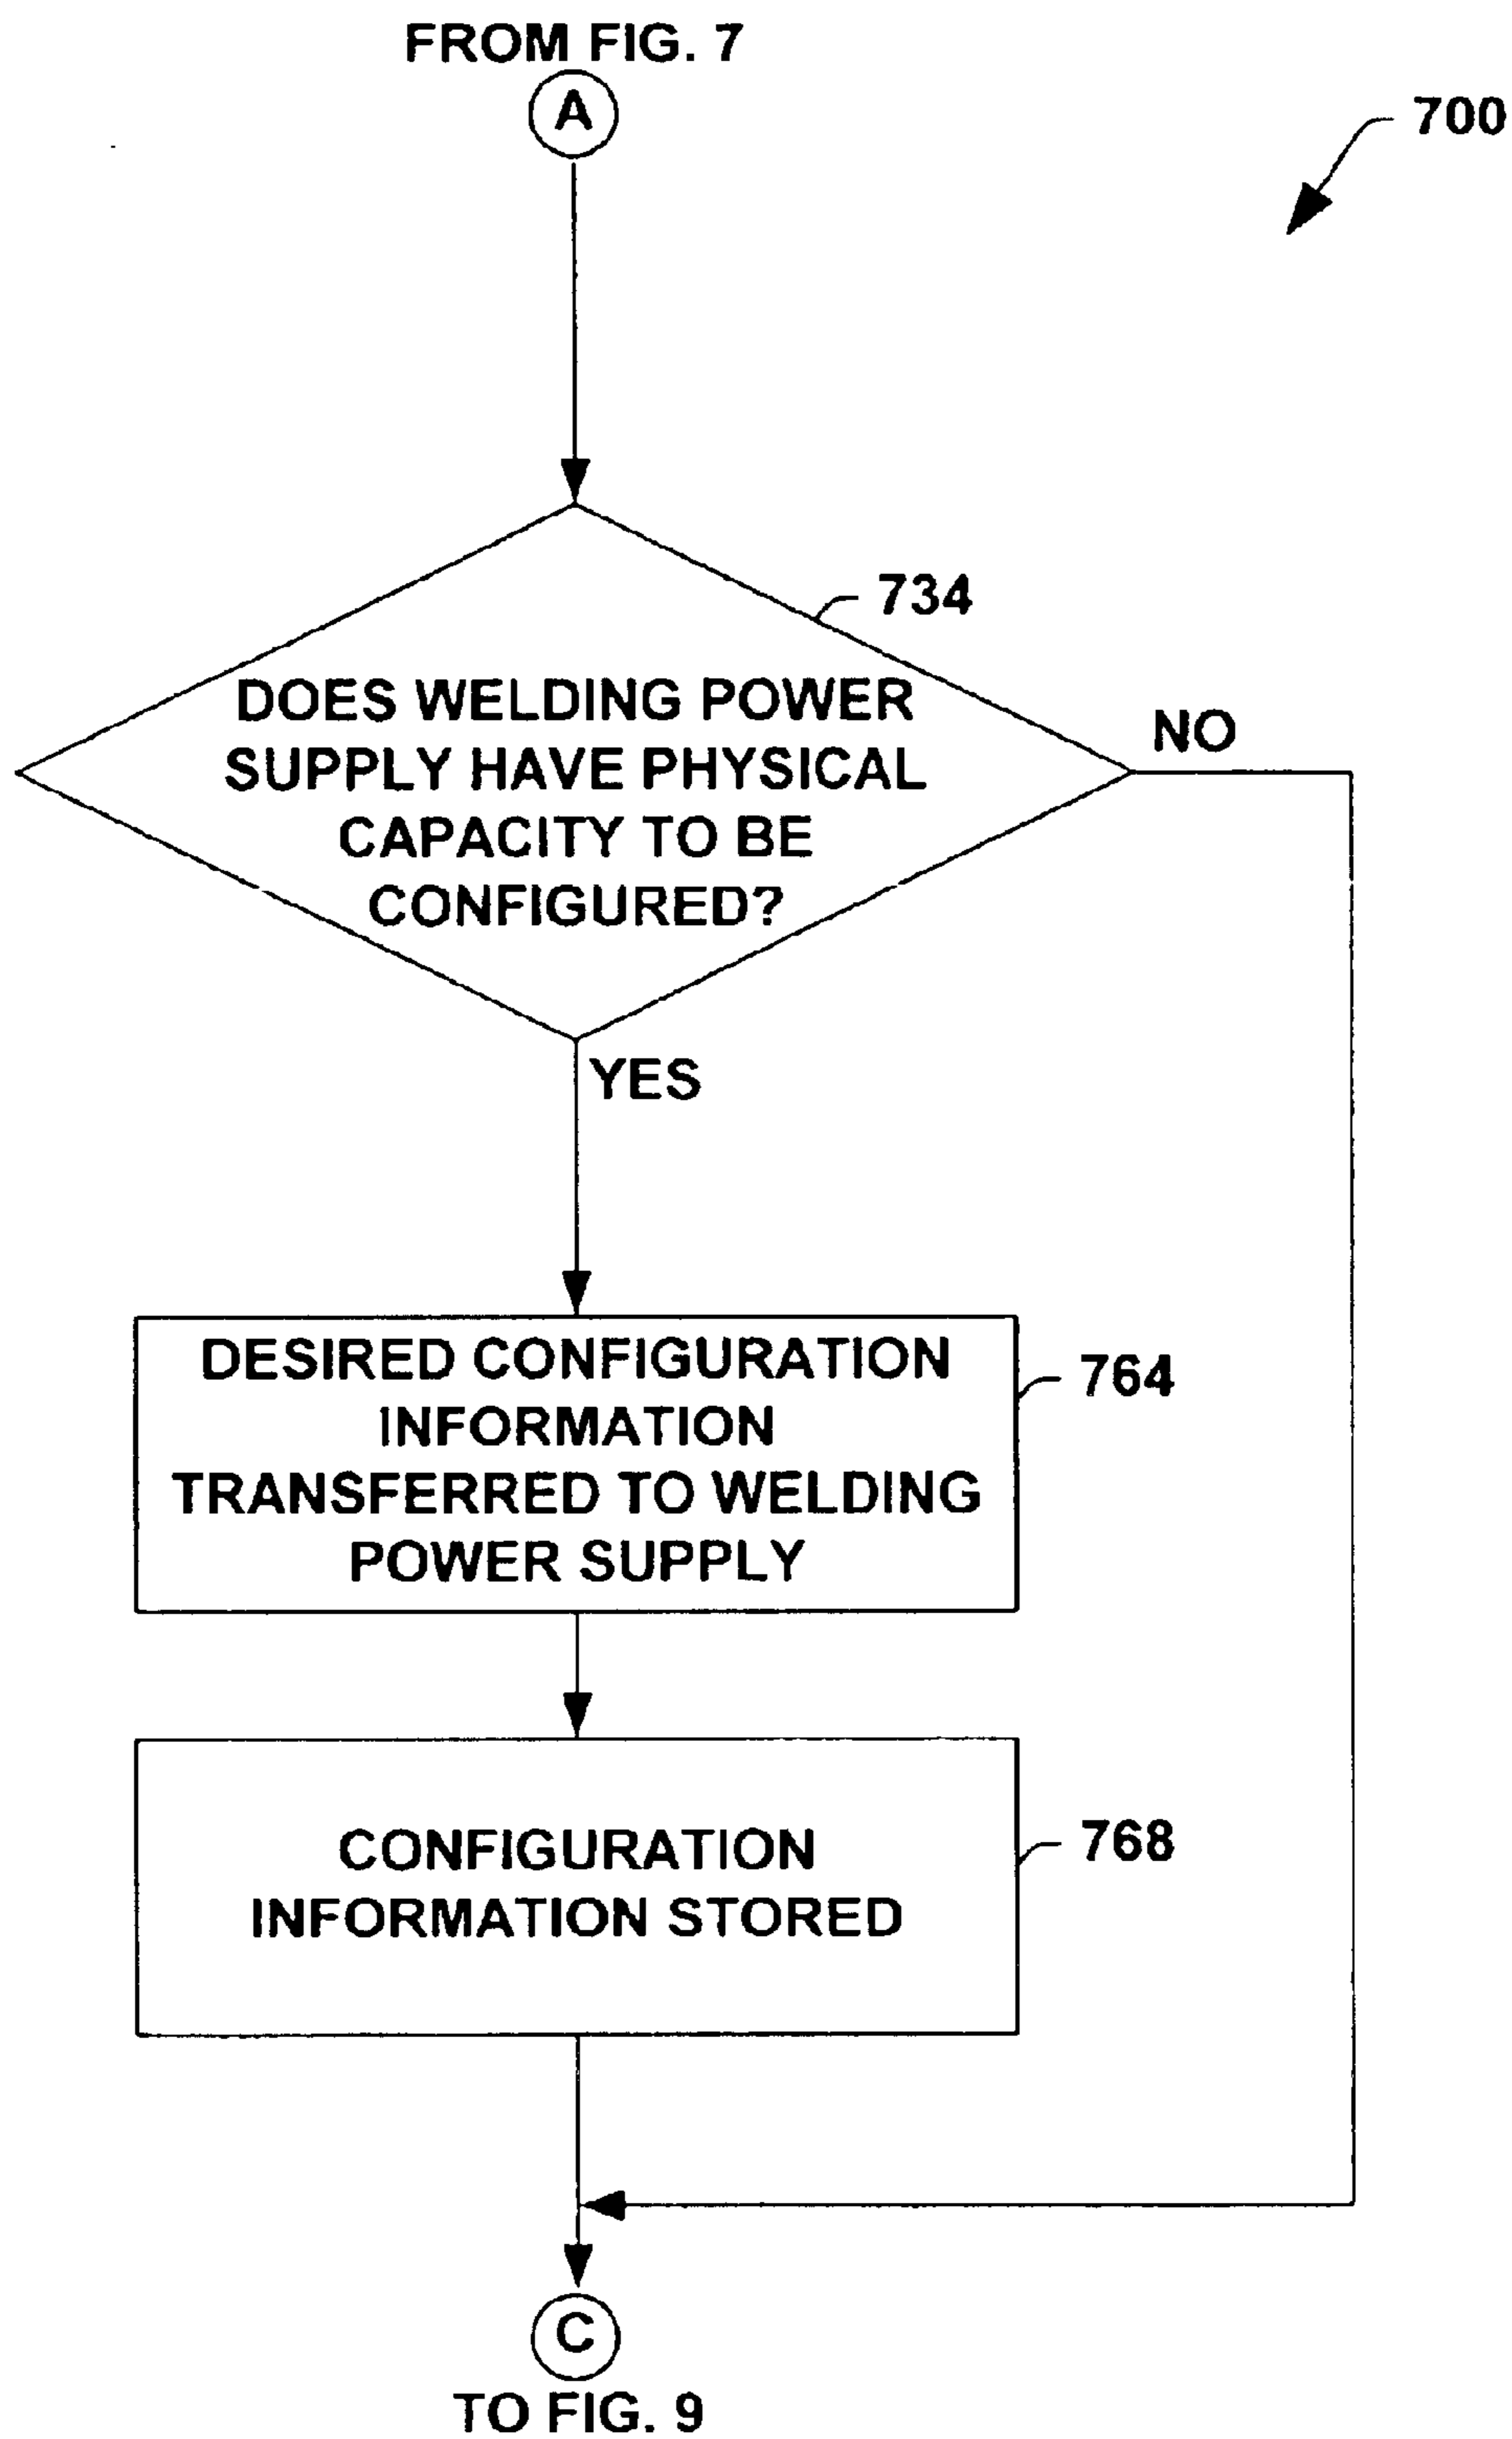 FROM FIG. 7
A
700
734
DOES WELDING POWER
SUPPLY HAVE PHYSICAL
CAPACITY TO BE
CONFIGURED?
NO
YES
DESIRED CONFIGURATION
INFORMATION
TRANSFERRED TO WELDING
POWER SUPPLY
764
CONFIGURATION
INFORMATION STORED
768
C
TO FIG. 9